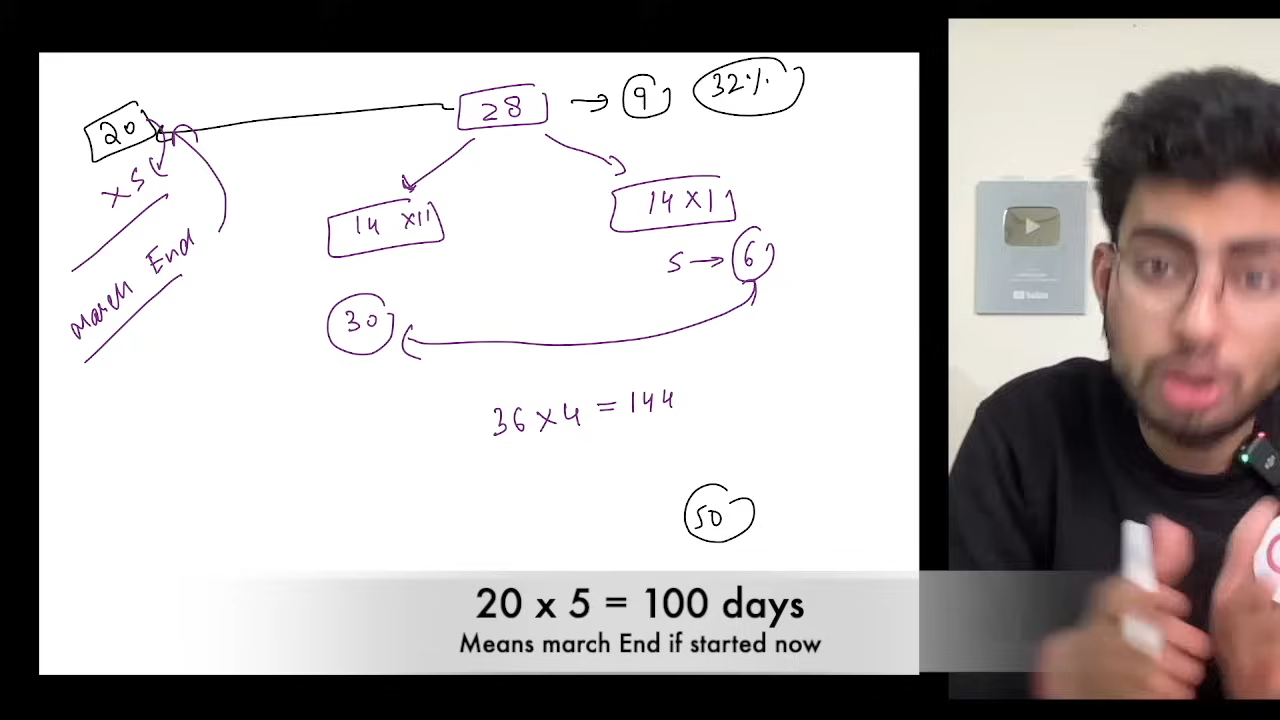 28 → 9 32%
20
x5
March End
14 x11
14 x 1
5 → 6
30
36 x 4 = 144
50
20 x 5 = 100 days
Means march End if started now